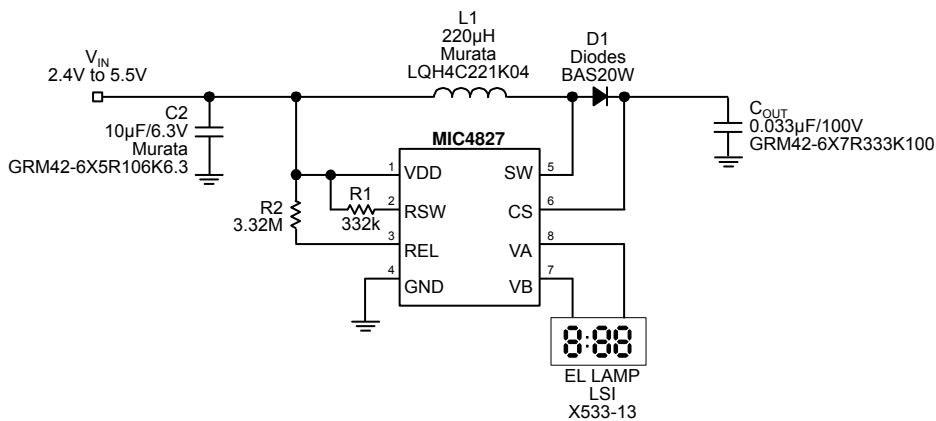 L1
220µH
Murata
LQH4C221K04
D1
Diodes
BAS20W
VIN
2.4V to 5.5V
C2
10µF/6.3V
Murata
GRM42-6X5R106K6.3
COUT
0.033µF/100V
GRM42-6X7R333K100
MIC4827
1
VDD
SW
5
R1
332k
2
RSW
CS
6
R2
3.32M
3
REL
VA
8
4
GND
VB
7
8:88
EL LAMP
LSI
X533-13